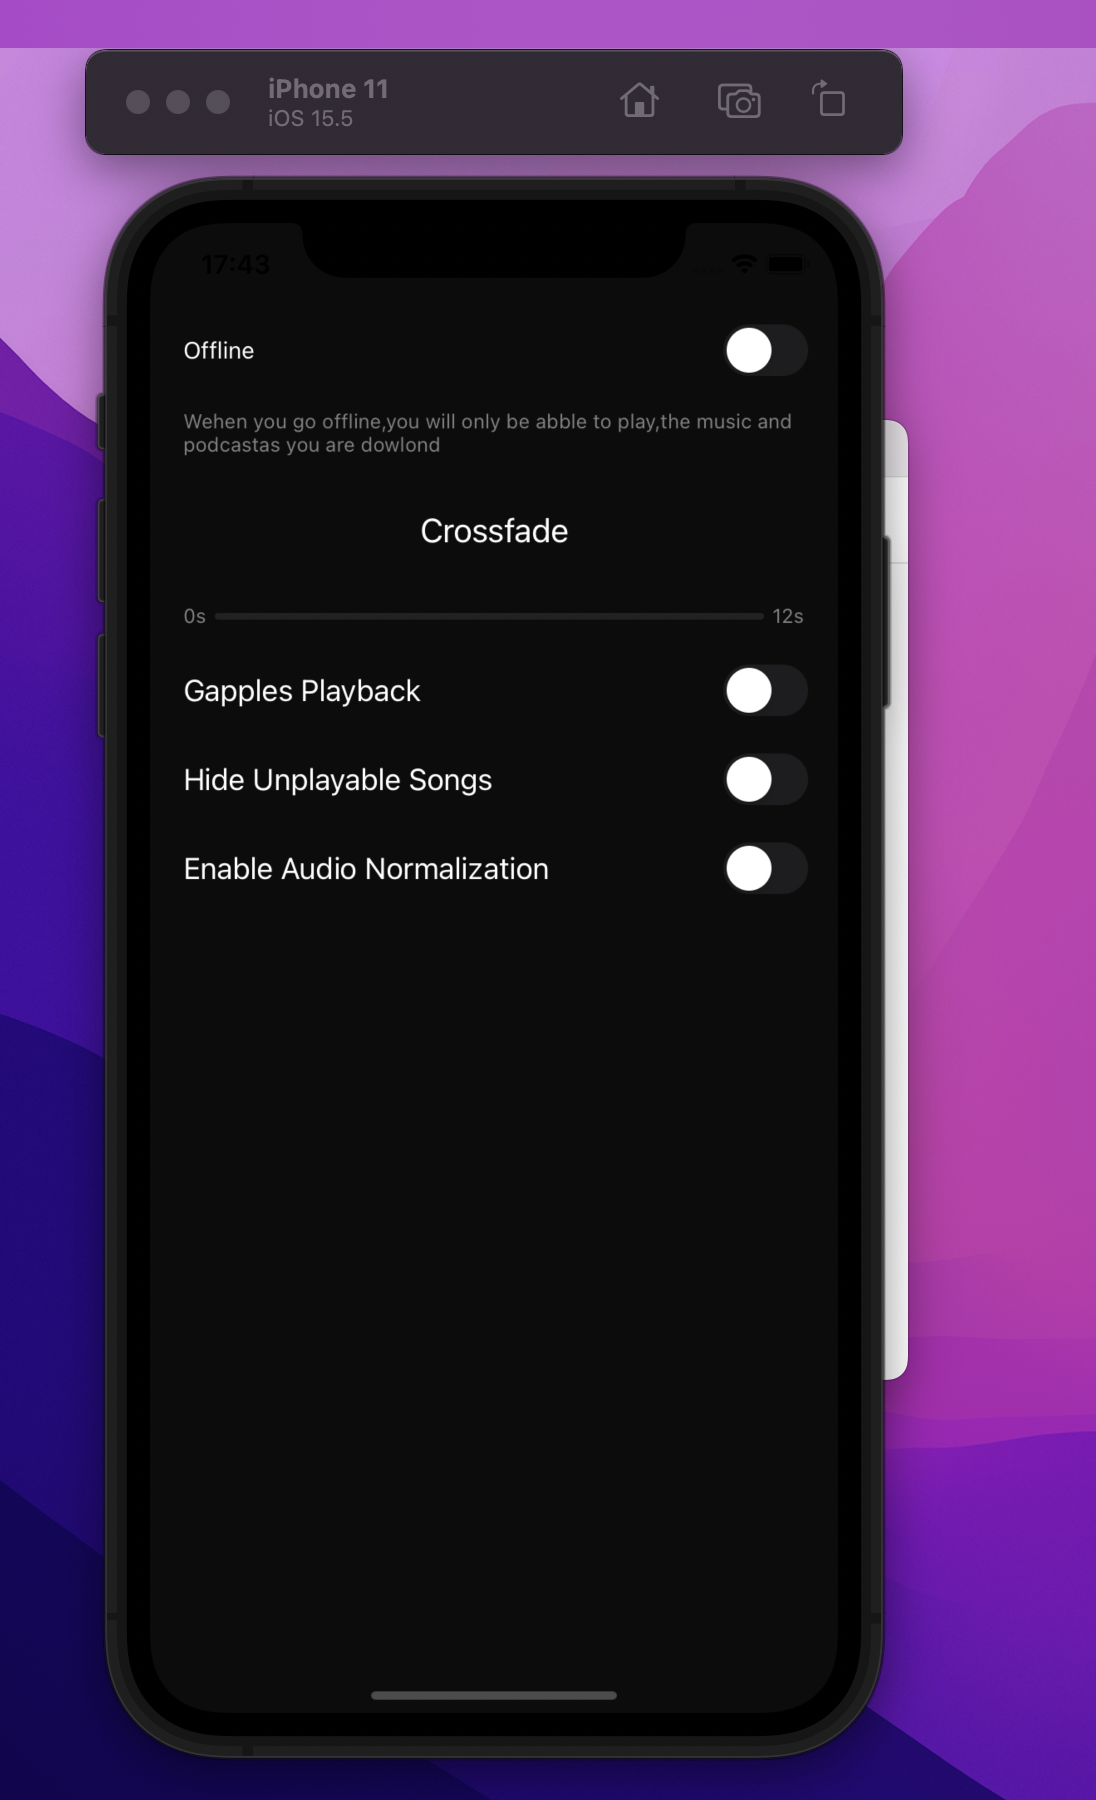 iPhone 11
iOS 15.5
17:43
Offline
Wehen you go offline,you will only be abble to play,the music and
podcastas you are dowlond
Crossfade
0s 12s
Gapples Playback
Hide Unplayable Songs
Enable Audio Normalization